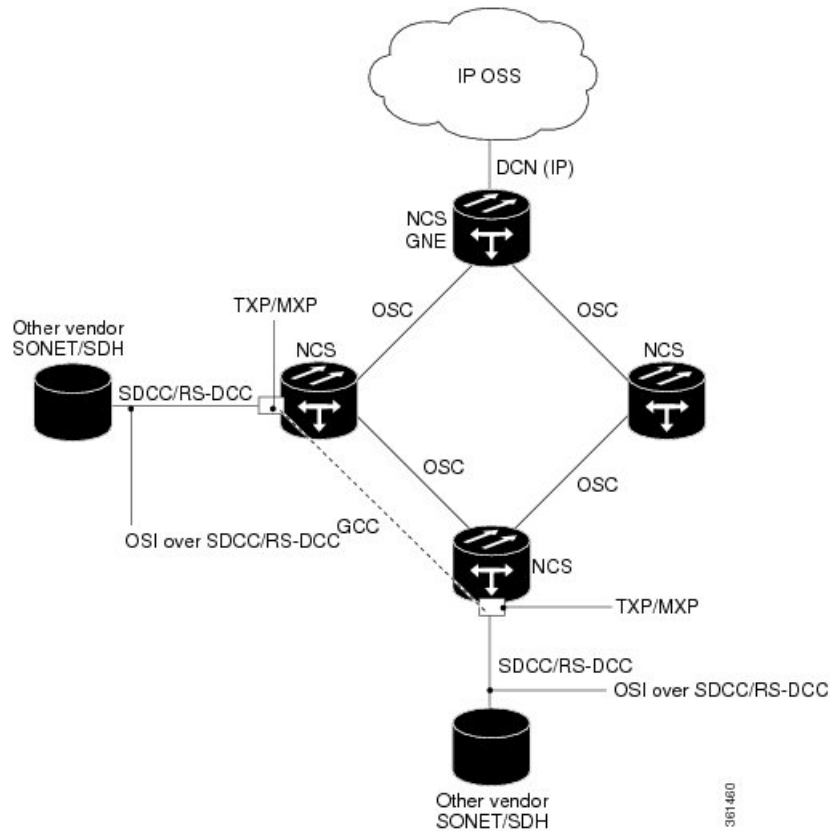 IP OSS
DCN (IP)
NCS
GNE
OSC
OSC
TXP/MXP
Other vendor
SONET/SDH
NCS
NCS
SDCC/RS-DCC
OSC
OSC
OSI over SDCC/RS-DCC
GCC
NCS
TXP/MXP
SDCC/RS-DCC
OSI over SDCC/RS-DCC
Other vendor
SONET/SDH
361460